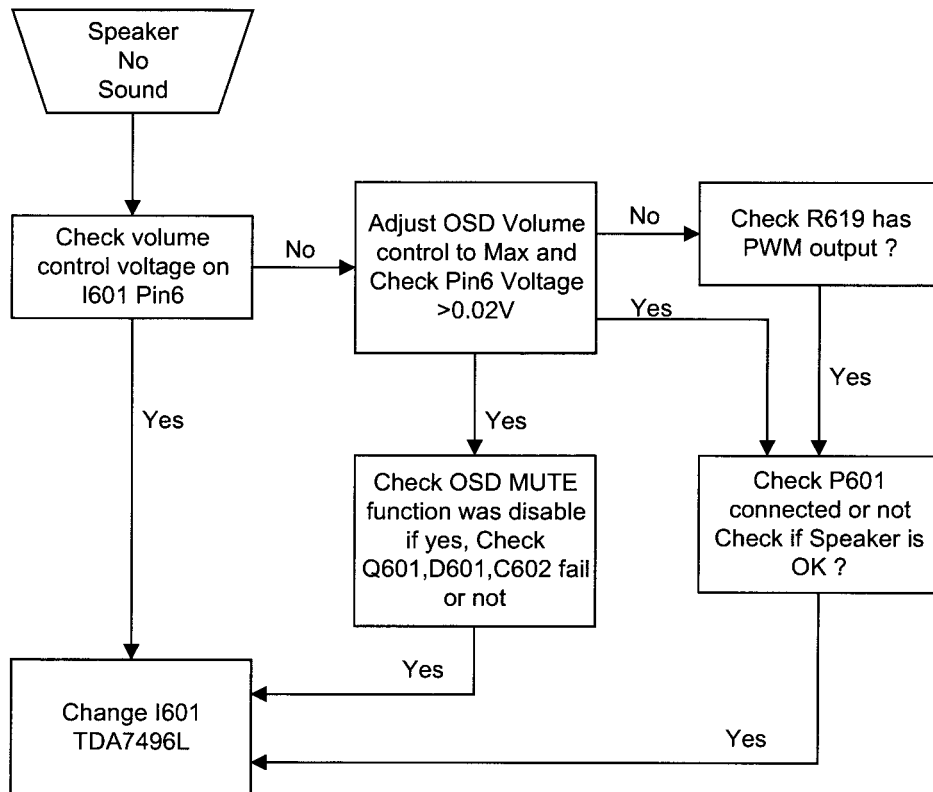 Speaker
No
Sound
Check volume
control voltage on
I601 Pin6
No
Adjust OSD Volume
control to Max and
Check Pin6 Voltage
>0.02V
No
Check R619 has
PWM output ?
Yes
Yes
Yes
Yes
Check OSD MUTE
function was disable
if yes, Check
Q601,D601,C602 fail
or not
Check P601
connected or not
Check if Speaker is
OK ?
Yes
Change I601
TDA7496L
Yes